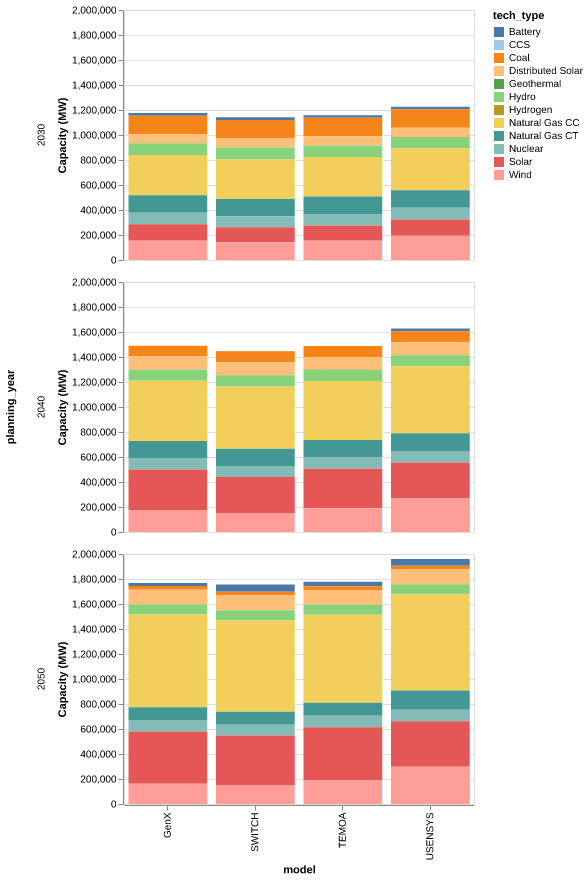 tech_type
Battery
CCS
Coal
Distributed Solar
Geothermal
Hydro
Hydrogen
Natural Gas CC
Natural Gas CT
Nuclear
Solar
Wind
planning_year
2030
Capacity (MW)
2,000,000
1,800,000
1,600,000
1,400,000
1,200,000
1,000,000
800,000
600,000
400,000
200,000
0
2040
Capacity (MW)
2,000,000
1,800,000
1,600,000
1,400,000
1,200,000
1,000,000
800,000
600,000
400,000
200,000
0
2050
Capacity (MW)
2,000,000
1,800,000
1,600,000
1,400,000
1,200,000
1,000,000
800,000
600,000
400,000
200,000
0
GenX
SWITCH
TEMOA
USENSYS
model